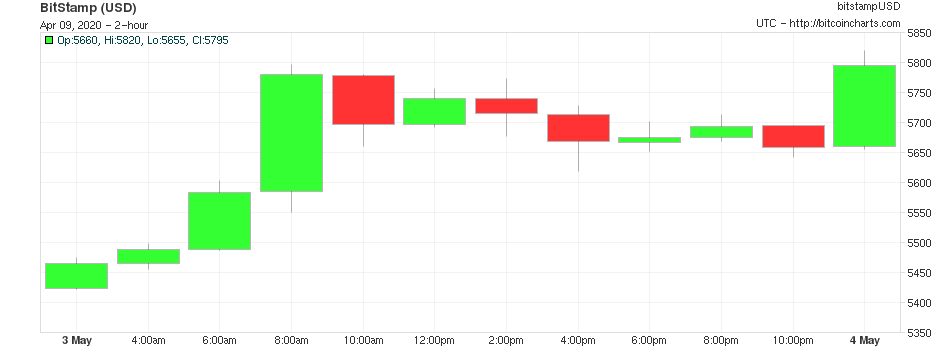 BitStamp (USD)
bitstampUSD
Apr 09, 2020 - 2-hour
UTC - http://bitcoincharts.com
Op:5660, Hi:5820, Lo:5655, Cl:5795
5850
5800
5750
5700
5650
5600
5550
5500
5450
5400
5350
3 May 4:00am 6:00am 8:00am 10:00am 12:00pm 2:00pm 4:00pm 6:00pm 8:00pm 10:00pm 4 May